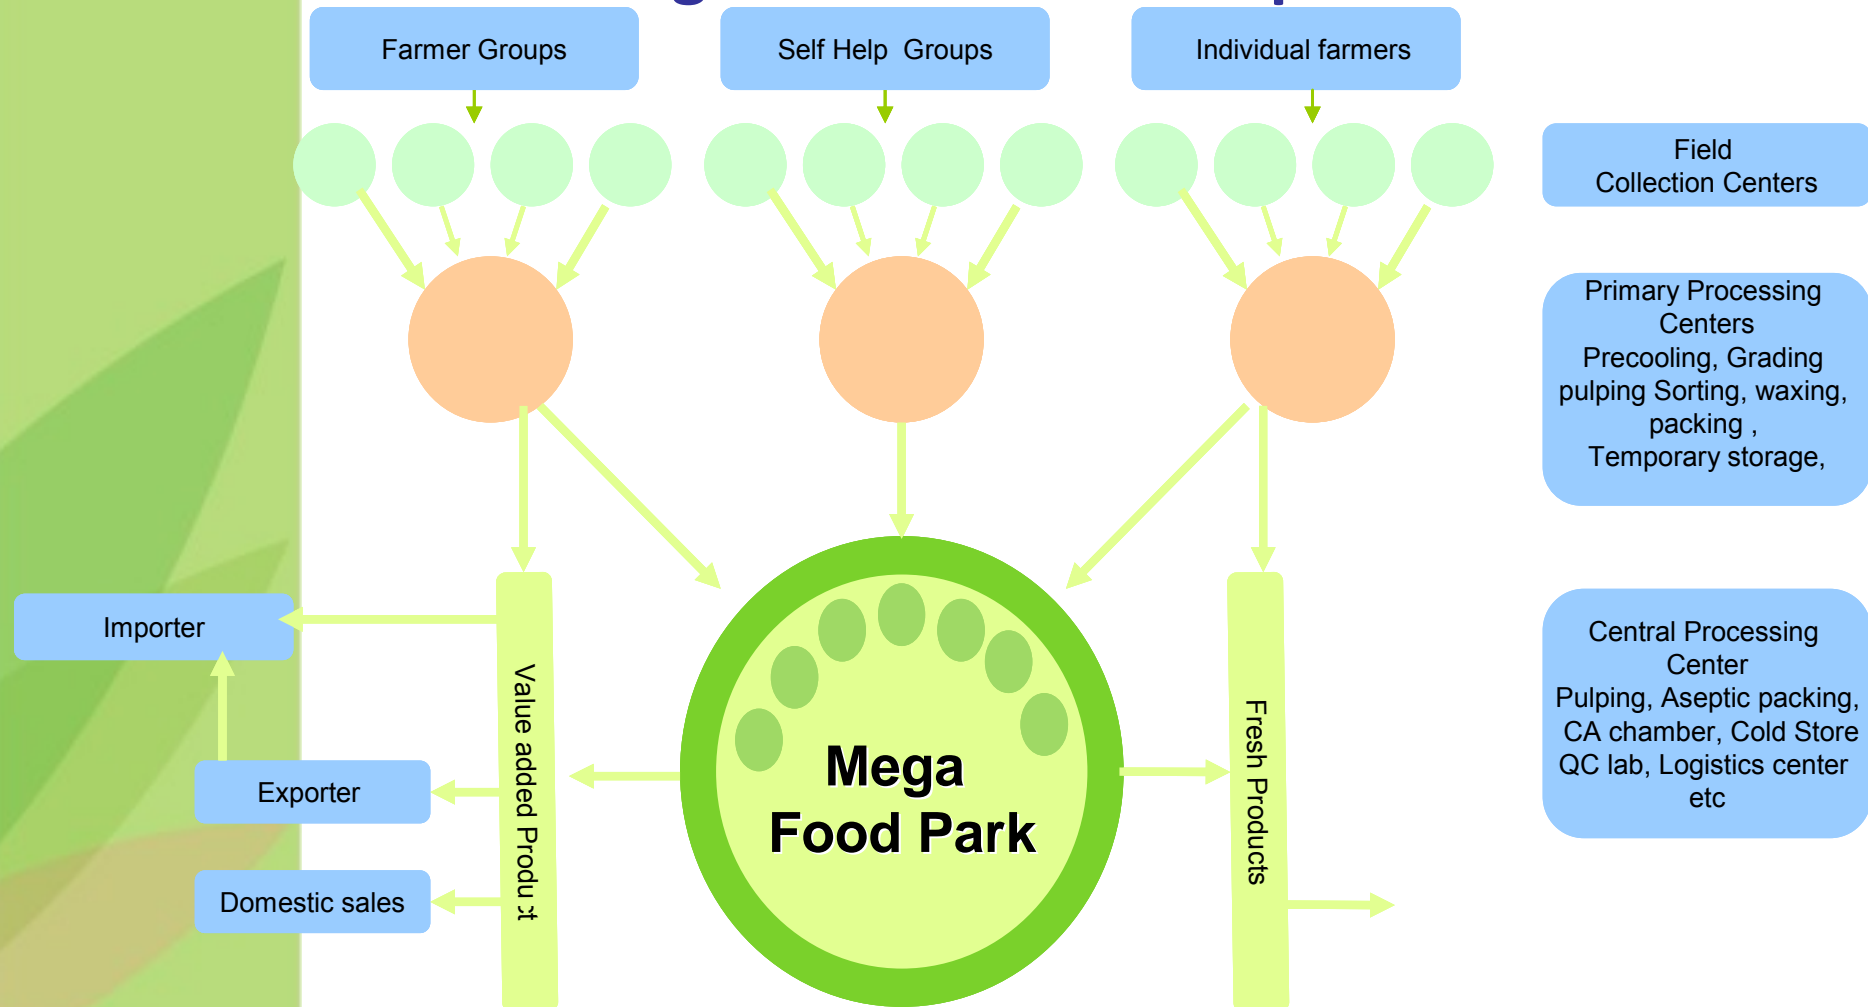 Farmer Groups
Self Help Groups
Individual farmers
Field
Collection Centers
Primary Processing
Centers
Precooling, Grading
pulping Sorting, waxing,
packing ,
Temporary storage,
Importer
Exporter
Domestic sales
Value added Product
Mega
Food Park
Fresh Products
Central Processing
Center
Pulping, Aseptic packing,
CA chamber, Cold Store
QC lab, Logistics center
etc